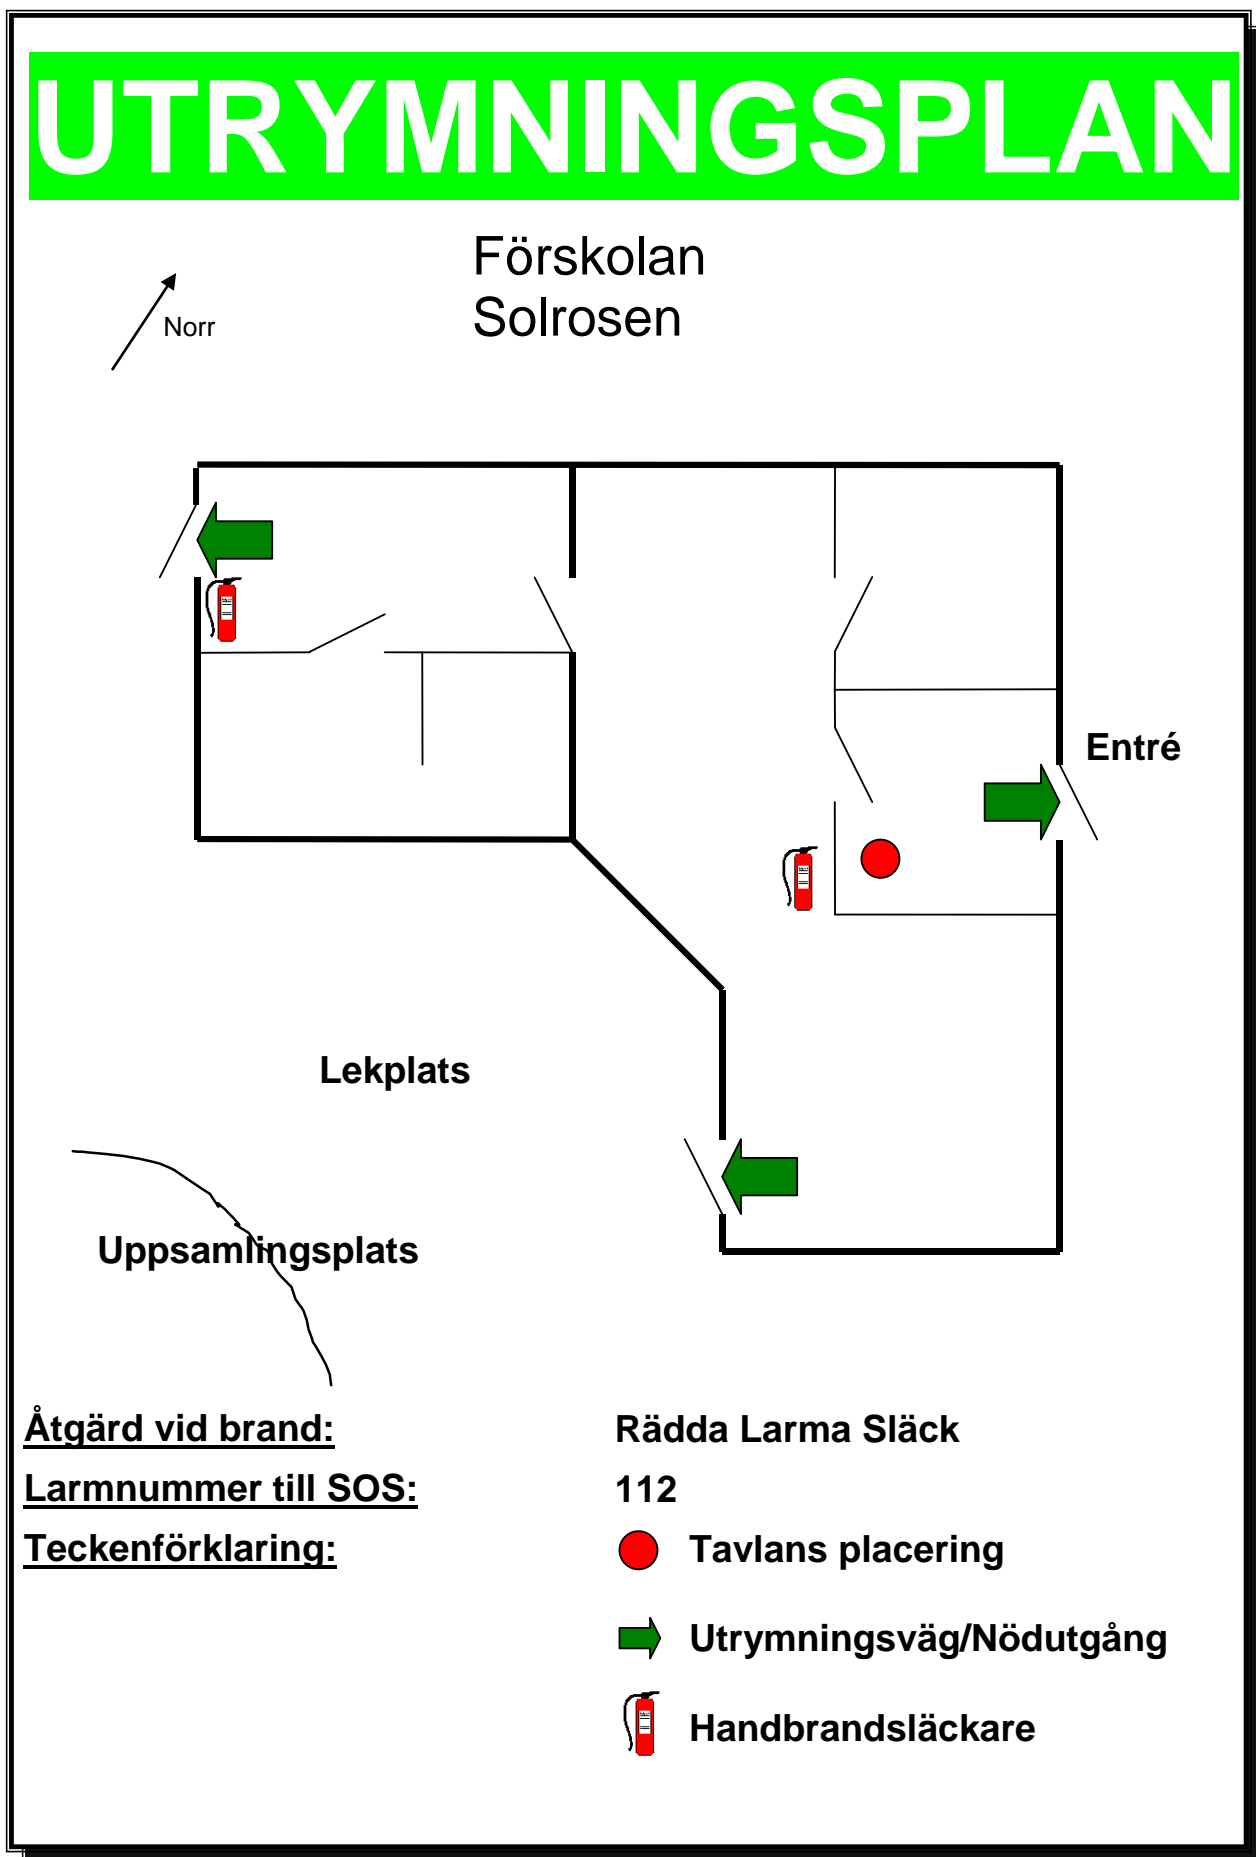 UTRYMNINGSPLAN
Förskolan
Solrosen
Norr
Entré
Lekplats
Uppsamlingsplats
Åtgärd vid brand: Rädda Larma Släck
Larmnummer till SOS: 112
Teckenförklaring: Tavlans placering
Utrymningsväg/Nödutgång
Handbrandsläckare